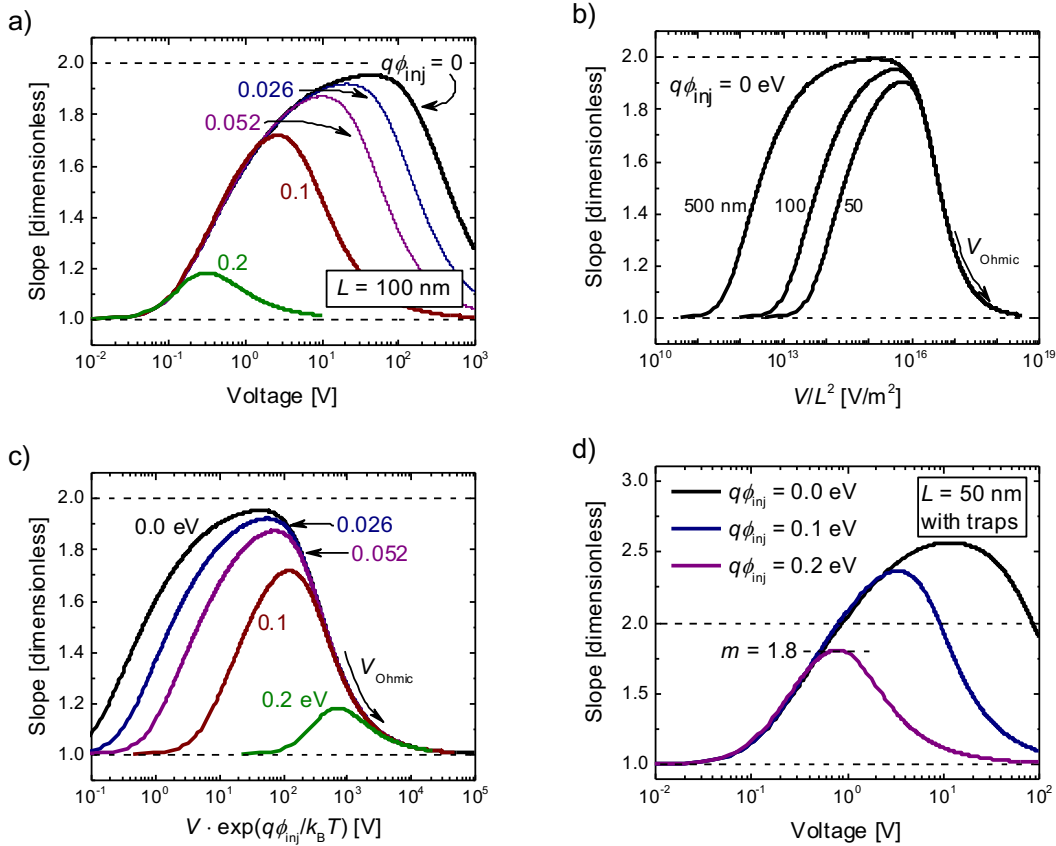 a)
Slope [dimensionless]
2.0
1.8
1.6
1.4
1.2
1.0
qϕinj = 0
0.026
0.052
0.1
0.2
L = 100 nm
10-2 10-1 100 101 102 103
Voltage [V]
b)
Slope [dimensionless]
2.0
1.8
1.6
1.4
1.2
1.0
qϕinj = 0 eV
500 nm 100 50
VOhmic
1010 1013 1016 1019
V/L2 [V/m2]
c)
Slope [dimensionless]
2.0
1.8
1.6
1.4
1.2
1.0
0.0 eV
0.026
0.052
0.1
VOhmic
0.2 eV
10-1 100 101 102 103 104 105
V · exp(qϕinj/kBT) [V]
d)
Slope [dimensionless]
3.0
2.5
2.0
1.5
1.0
qϕinj = 0.0 eV
qϕinj = 0.1 eV
qϕinj = 0.2 eV
L = 50 nm
with traps
m = 1.8
10-2 10-1 100 101 102
Voltage [V]